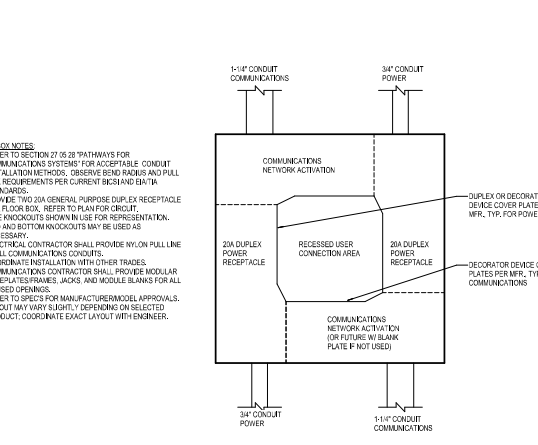 1-1/4" CONDUIT
COMMUNICATIONS
3/4" CONDUIT
POWER
BOX NOTES:
ER TO SECTION 27 05 28 "PATHWAYS FOR
MMUNICATIONS SYSTEMS" FOR ACCEPTABLE CONDUIT
TALLATION METHODS. OBSERVE BEND RADIUS AND PULL
REQUIREMENTS PER CURRENT BICSI AND EIA/TIA
NDARDS.
VIDE TWO 20A GENERAL PURPOSE DUPLEX RECEPTACLE
FLOOR BOX. REFER TO PLAN FOR CIRCUIT.
E KNOCKOUTS SHOWN IN USE FOR REPRESENTATION.
AND BOTTOM KNOCKOUTS MAY BE USED AS
ESSARY.
CTRICAL CONTRACTOR SHALL PROVIDE NYLON PULL LINE
LL COMMUNICATIONS CONDUITS.
ORDINATE INSTALLATION WITH OTHER TRADES.
MMUNICATIONS CONTRACTOR SHALL PROVIDE MODULAR
EPLATES/FRAMES, JACKS, AND MODULE BLANKS FOR ALL
USED OPENINGS.
ER TO SPEC'S FOR MANUFACTURER/MODEL APPROVALS.
OUT MAY VARY SLIGHTLY DEPENDING ON SELECTED
DUCT; COORDINATE EXACT LAYOUT WITH ENGINEER.
COMMUNICATIONS
NETWORK ACTIVATION
DUPLEX OR DECORAT
DEVICE COVER PLATE
MFR., TYP. FOR POWE
20A DUPLEX
POWER
RECEPTACLE
RECESSED USER
CONNECTION AREA
20A DUPLEX
POWER
RECEPTACLE
DECORATOR DEVICE C
PLATES PER MFR., TYP
COMMUNICATIONS
COMMUNICATIONS
NETWORK ACTIVATION
(OR FUTURE W/ BLANK
PLATE IF NOT USED)
3/4" CONDUIT
POWER
1-1/4" CONDUIT
COMMUNICATIONS